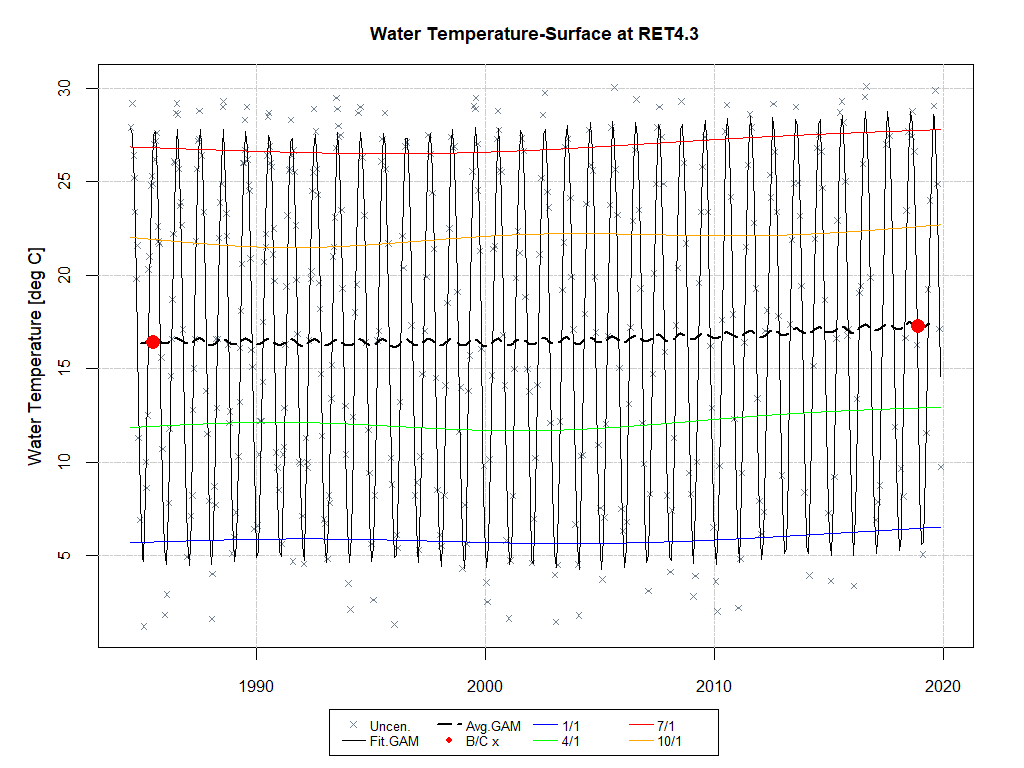 Water Temperature-Surface at RET4.3
Water Temperature [deg C]
30
25
20
15
10
5
1990 2000 2010 2020
Uncen. Avg.GAM 1/1 7/1
Fit.GAM B/C x 4/1 10/1